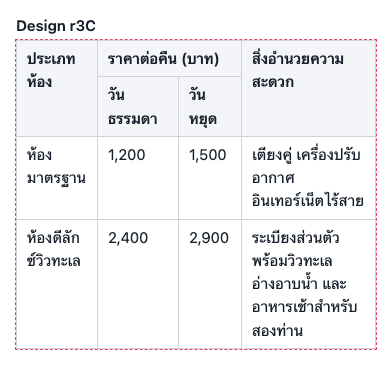 Design r3C
ประเภท
ห้อง
ราคาต่อคืน (บาท)
สิ่งอำนวยความ
สะดวก
วัน
ธรรมดา
วัน
หยุด
ห้อง
มาตรฐาน
1,200
1,500
เตียงคู่ เครื่องปรับ
อากาศ
อินเทอร์เน็ตไร้สาย
ห้องดีลัก
ซ์วิวทะเล
2,400
2,900
ระเบียงส่วนตัว
พร้อมวิวทะเล
อ่างอาบน้ำ และ
อาหารเช้าสำหรับ
สองท่าน